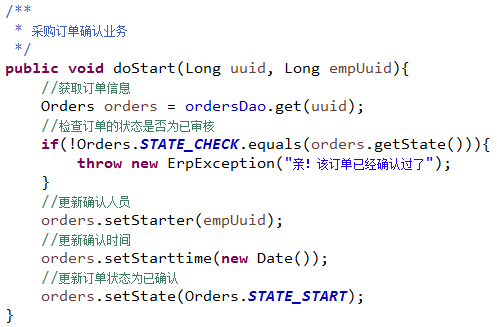 /**
 * 采购订单确认业务
 */
public void doStart(Long uuid, Long empUuid){
    //获取订单信息
    Orders orders = ordersDao.get(uuid);
    //检查订单的状态是否为已审核
    if(!Orders.STATE_CHECK.equals(orders.getState())){
        throw new ErpException("亲！该订单已经确认过了");
    }
    //更新确认人员
    orders.setStarter(empUuid);
    //更新确认时间
    orders.setStarttime(new Date());
    //更新订单状态为已确认
    orders.setState(Orders.STATE_START);
}